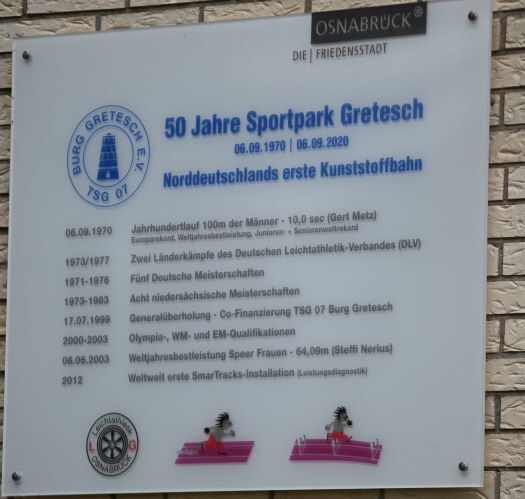 OSNABRÜCK®
DIE | FRIEDENSSTADT
BURG GRETESCH E.V.
TSG 07
50 Jahre Sportpark Gretesch
06.09.1970 | 06.09.2020
Norddeutschlands erste Kunststoffbahn
06.09.1970 Jahrhundertlauf 100m der Männer - 10,0 sec (Gert Metz)
Europarekord, Weltjahresbestleistung, Junioren- + Seniorenweltrekord
1973/1977 Zwei Länderkämpfe des Deutschen Leichtathletik-Verbandes (DLV)
1971-1976 Fünf Deutsche Meisterschaften
1973-1983 Acht niedersächsische Meisterschaften
17.07.1999 Generalüberholung - Co-Finanzierung TSG 07 Burg Gretesch
2000-2003 Olympia-, WM- und EM-Qualifikationen
06.06.2003 Weltjahresbestleistung Speer Frauen - 64,09m (Steffi Nerius)
2012 Weltweit erste SmarTracks-Installation (Leistungsdiagnostik)
Leichtathletik
L G
OSNABRÜCK